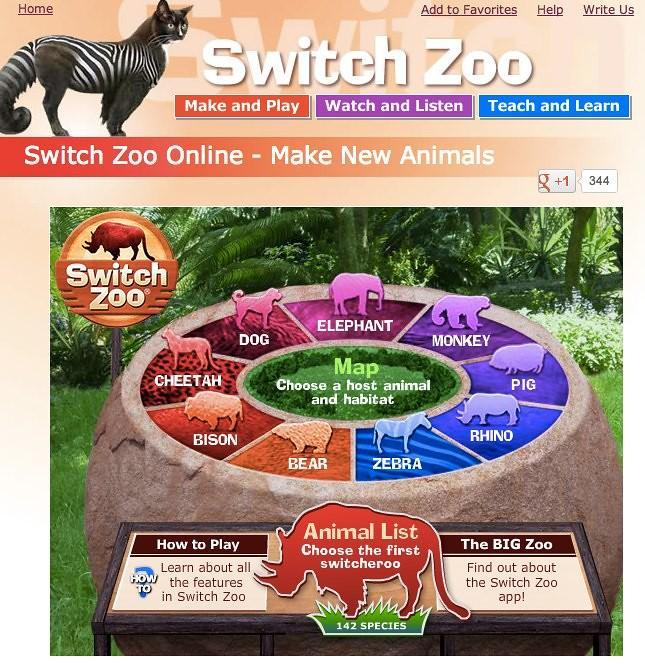 Home
Add to Favorites Help Write Us
Switch Zoo
Make and Play Watch and Listen Teach and Learn
Switch Zoo Online - Make New Animals
g +1 344
Switch
Zoo®
ELEPHANT
DOG
MONKEY
CHEETAH
PIG
Map
Choose a host animal
and habitat
BISON
RHINO
BEAR
ZEBRA
Animal List
Choose the first
switcheroo
142 SPECIES
How to Play
HOW TO
Learn about all
the features
in Switch Zoo
The BIG Zoo
Find out about
the Switch Zoo
app!